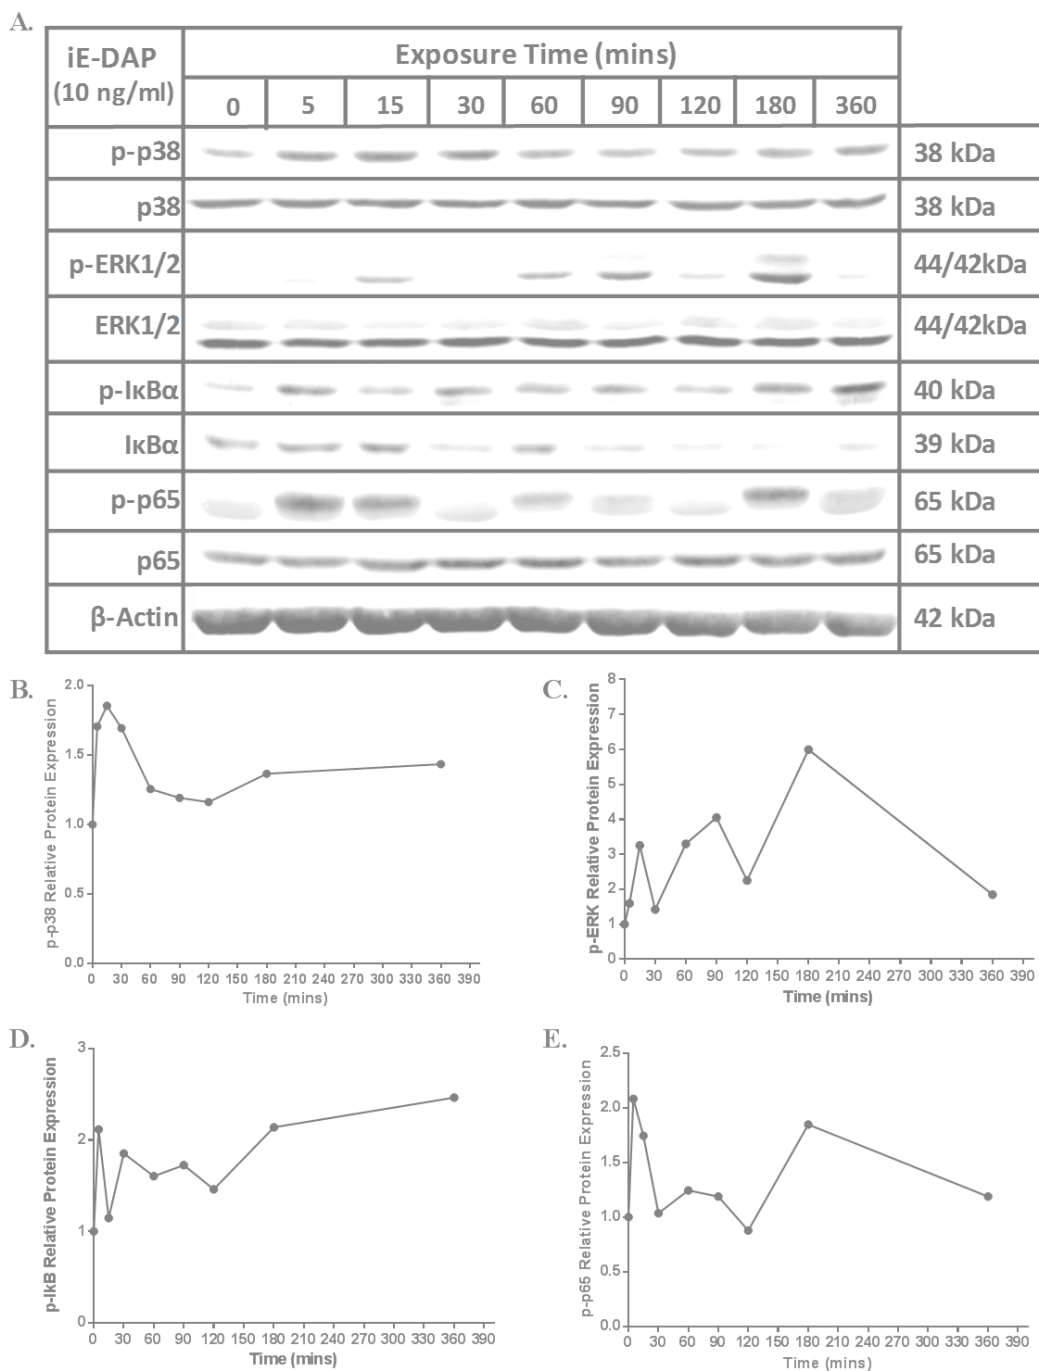 A.
iE-DAP
(10 ng/ml)
Exposure Time (mins)
0 5 15 30 60 90 120 180 360
p-p38 38 kDa
p38 38 kDa
p-ERK1/2 44/42kDa
ERK1/2 44/42kDa
p-IκBα 40 kDa
IκBα 39 kDa
p-p65 65 kDa
p65 65 kDa
β-Actin 42 kDa
B.
p-p38 Relative Protein Expression
2.0
1.5
1.0
0.5
0.0
0 30 60 90 120 150 180 210 240 270 300 330 360 390
Time (mins)
C.
p-ERK Relative Protein Expression
8
7
6
5
4
3
2
1
0
0 30 60 90 120 150 180 210 240 270 300 330 360 390
Time (mins)
D.
p-IkB Relative Protein Expression
3
2
1
0
0 30 60 90 120 150 180 210 240 270 300 330 360 390
Time (mins)
E.
p-p65 Relative Protein Expression
2.5
2.0
1.5
1.0
0.5
0.0
0 30 60 90 120 150 180 210 240 270 300 330 360 390
Time (mins)